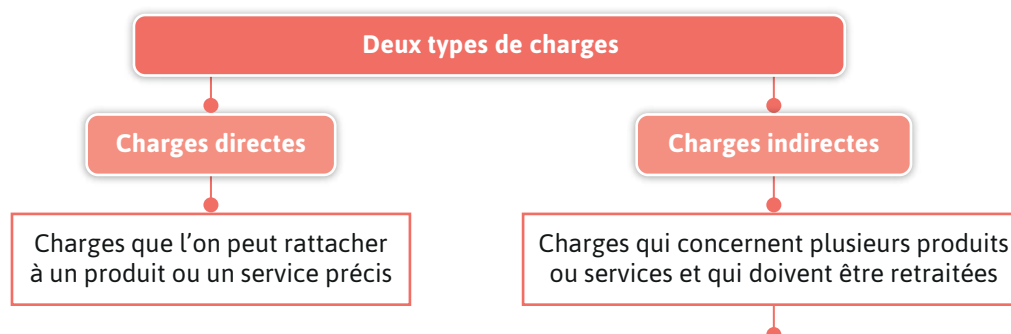 Deux types de charges
Charges directes
Charges indirectes
Charges que l'on peut rattacher
à un produit ou un service précis
Charges qui concernent plusieurs produits
ou services et qui doivent être retraitées